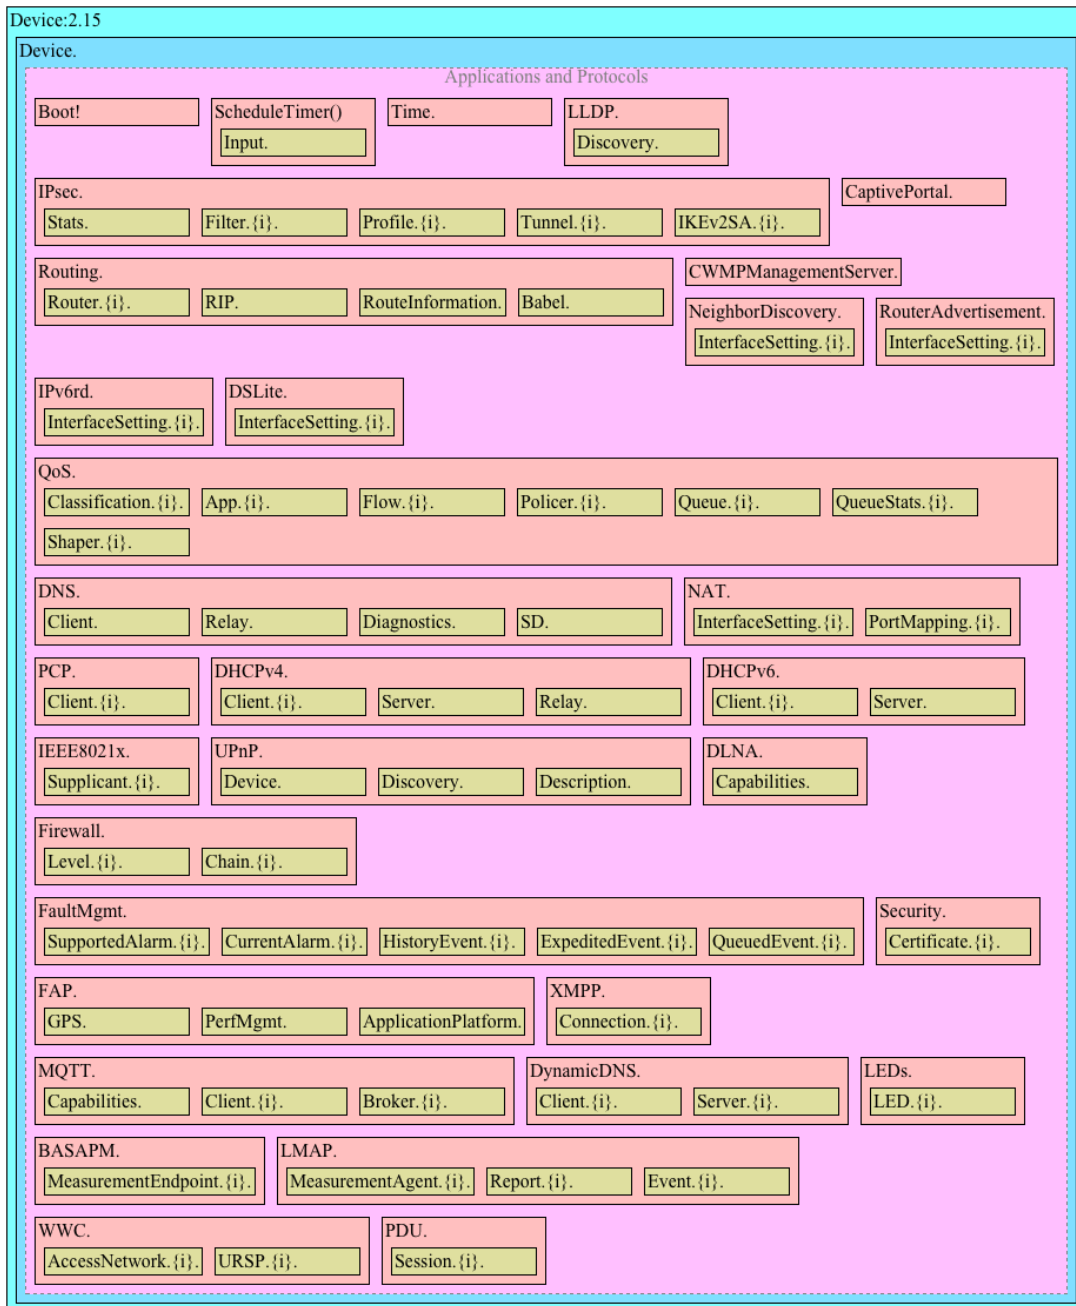 Device:2.15
Device.
Applications and Protocols
Boot! ScheduleTimer() Time. LLDP.
Input. Discovery.
IPsec. CaptivePortal.
Stats. Filter.{i}. Profile.{i}. Tunnel.{i}. IKEv2SA.{i}.
Routing. CWMPManagementServer.
Router.{i}. RIP. RouteInformation. Babel.
NeighborDiscovery. RouterAdvertisement.
InterfaceSetting.{i}. InterfaceSetting.{i}.
IPv6rd. DSLite.
InterfaceSetting.{i}. InterfaceSetting.{i}.
QoS.
Classification.{i}. App.{i}. Flow.{i}. Policer.{i}. Queue.{i}. QueueStats.{i}.
Shaper.{i}.
DNS. NAT.
Client. Relay. Diagnostics. SD. InterfaceSetting.{i}. PortMapping.{i}.
PCP. DHCPv4. DHCPv6.
Client.{i}. Client.{i}. Server. Relay. Client.{i}. Server.
IEEE8021x. UPnP. DLNA.
Supplicant.{i}. Device. Discovery. Description. Capabilities.
Firewall.
Level.{i}. Chain.{i}.
FaultMgmt. Security.
SupportedAlarm.{i}. CurrentAlarm.{i}. HistoryEvent.{i}. ExpeditedEvent.{i}. QueuedEvent.{i}. Certificate.{i}.
FAP. XMPP.
GPS. PerfMgmt. ApplicationPlatform. Connection.{i}.
MQTT. DynamicDNS. LEDs.
Capabilities. Client.{i}. Broker.{i}. Client.{i}. Server.{i}. LED.{i}.
BASAPM. LMAP.
MeasurementEndpoint.{i}. MeasurementAgent.{i}. Report.{i}. Event.{i}.
WWC. PDU.
AccessNetwork.{i}. URSP.{i}. Session.{i}.